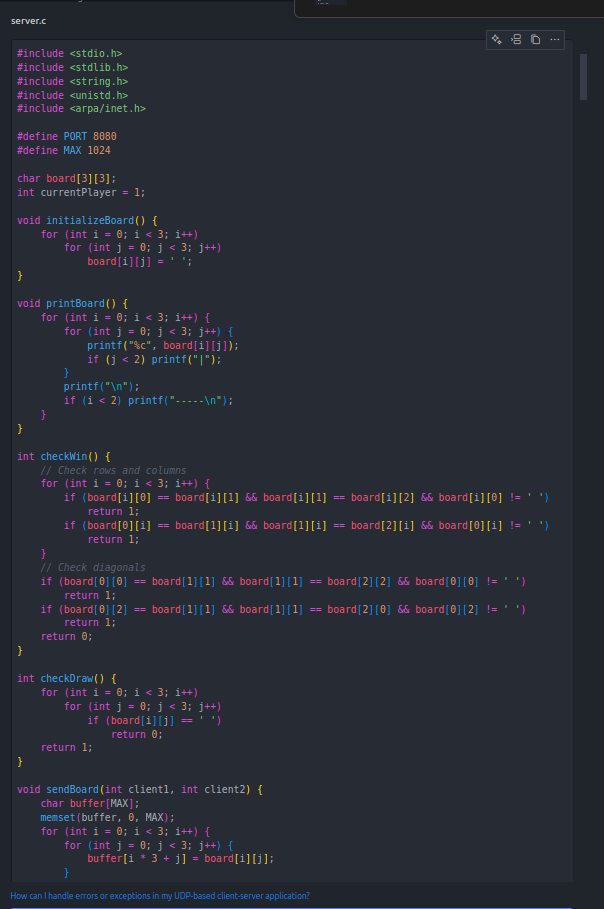 server.c
#include <stdio.h>
#include <stdlib.h>
#include <string.h>
#include <unistd.h>
#include <arpa/inet.h>

#define PORT 8080
#define MAX 1024

char board[3][3];
int currentPlayer = 1;

void initializeBoard() {
    for (int i = 0; i < 3; i++)
        for (int j = 0; j < 3; j++)
            board[i][j] = ' ';
}

void printBoard() {
    for (int i = 0; i < 3; i++) {
        for (int j = 0; j < 3; j++) {
            printf("%c", board[i][j]);
            if (j < 2) printf("|");
        }
        printf("\n");
        if (i < 2) printf("-----\n");
    }
}

int checkWin() {
    // Check rows and columns
    for (int i = 0; i < 3; i++) {
        if (board[i][0] == board[i][1] && board[i][1] == board[i][2] && board[i][0] != ' ')
            return 1;
        if (board[0][i] == board[1][i] && board[1][i] == board[2][i] && board[0][i] != ' ')
            return 1;
    }
    // Check diagonals
    if (board[0][0] == board[1][1] && board[1][1] == board[2][2] && board[0][0] != ' ')
        return 1;
    if (board[0][2] == board[1][1] && board[1][1] == board[2][0] && board[0][2] != ' ')
        return 1;
    return 0;
}

int checkDraw() {
    for (int i = 0; i < 3; i++)
        for (int j = 0; j < 3; j++)
            if (board[i][j] == ' ')
                return 0;
    return 1;
}

void sendBoard(int client1, int client2) {
    char buffer[MAX];
    memset(buffer, 0, MAX);
    for (int i = 0; i < 3; i++) {
        for (int j = 0; j < 3; j++) {
            buffer[i * 3 + j] = board[i][j];
        }
How can I handle errors or exceptions in my UDP-based client-server application?